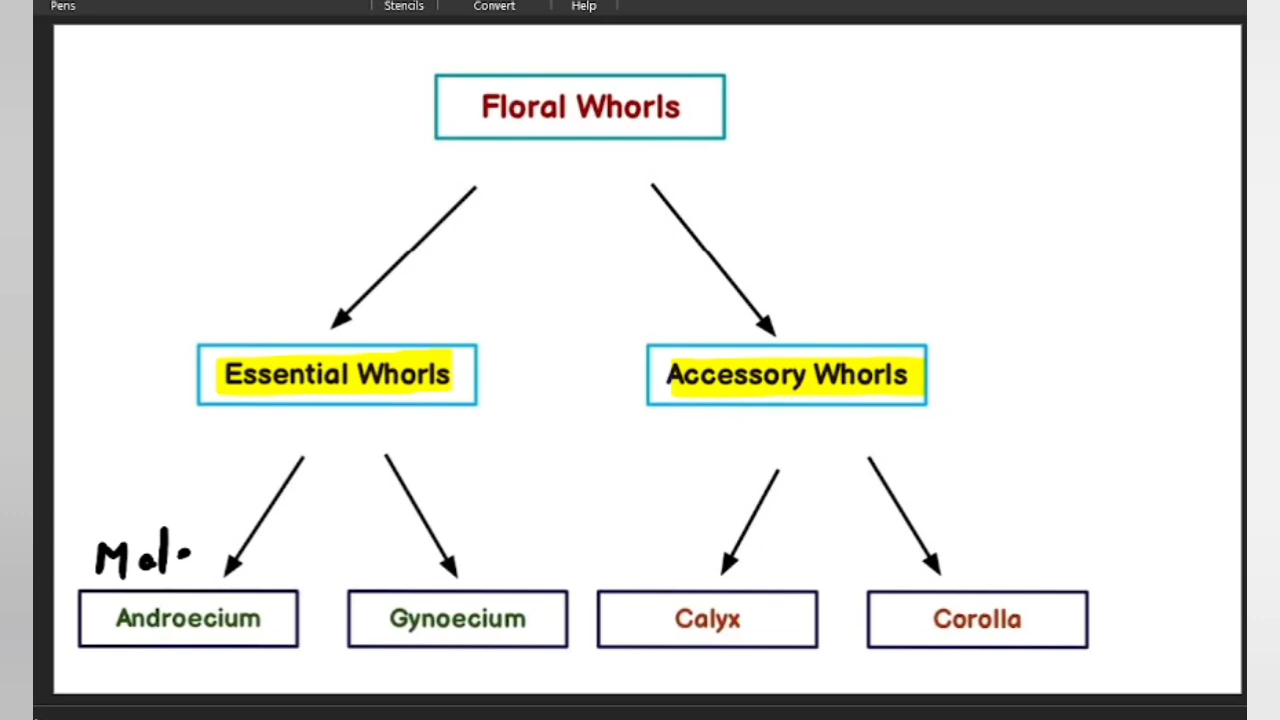 Pens Stencils Convert Help
Floral Whorls
Essential Whorls Accessory Whorls
Male
Androecium Gynoecium Calyx Corolla